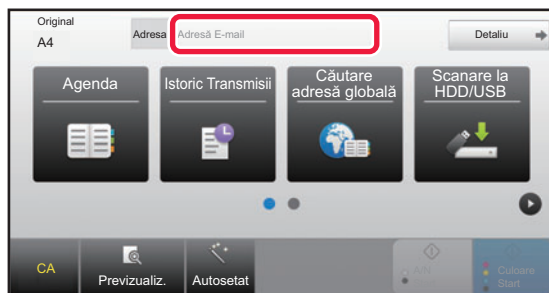 Original
A4
Adresa
Adresă E-mail
Detaliu
Agenda
Istoric Transmisii
Căutare
adresă globală
Scanare la
HDD/USB
CA
Previzualiz.
Autosetat
A/N
Start
Culoare
Start